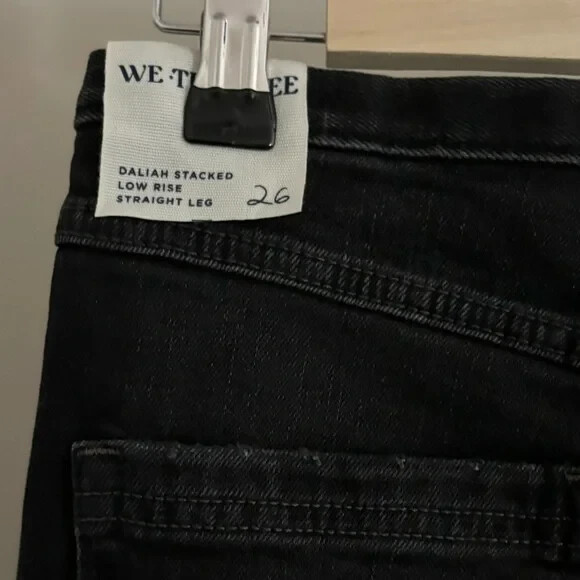 WE
DALIAH STACKED
LOW RISE
STRAIGHT LEG 26